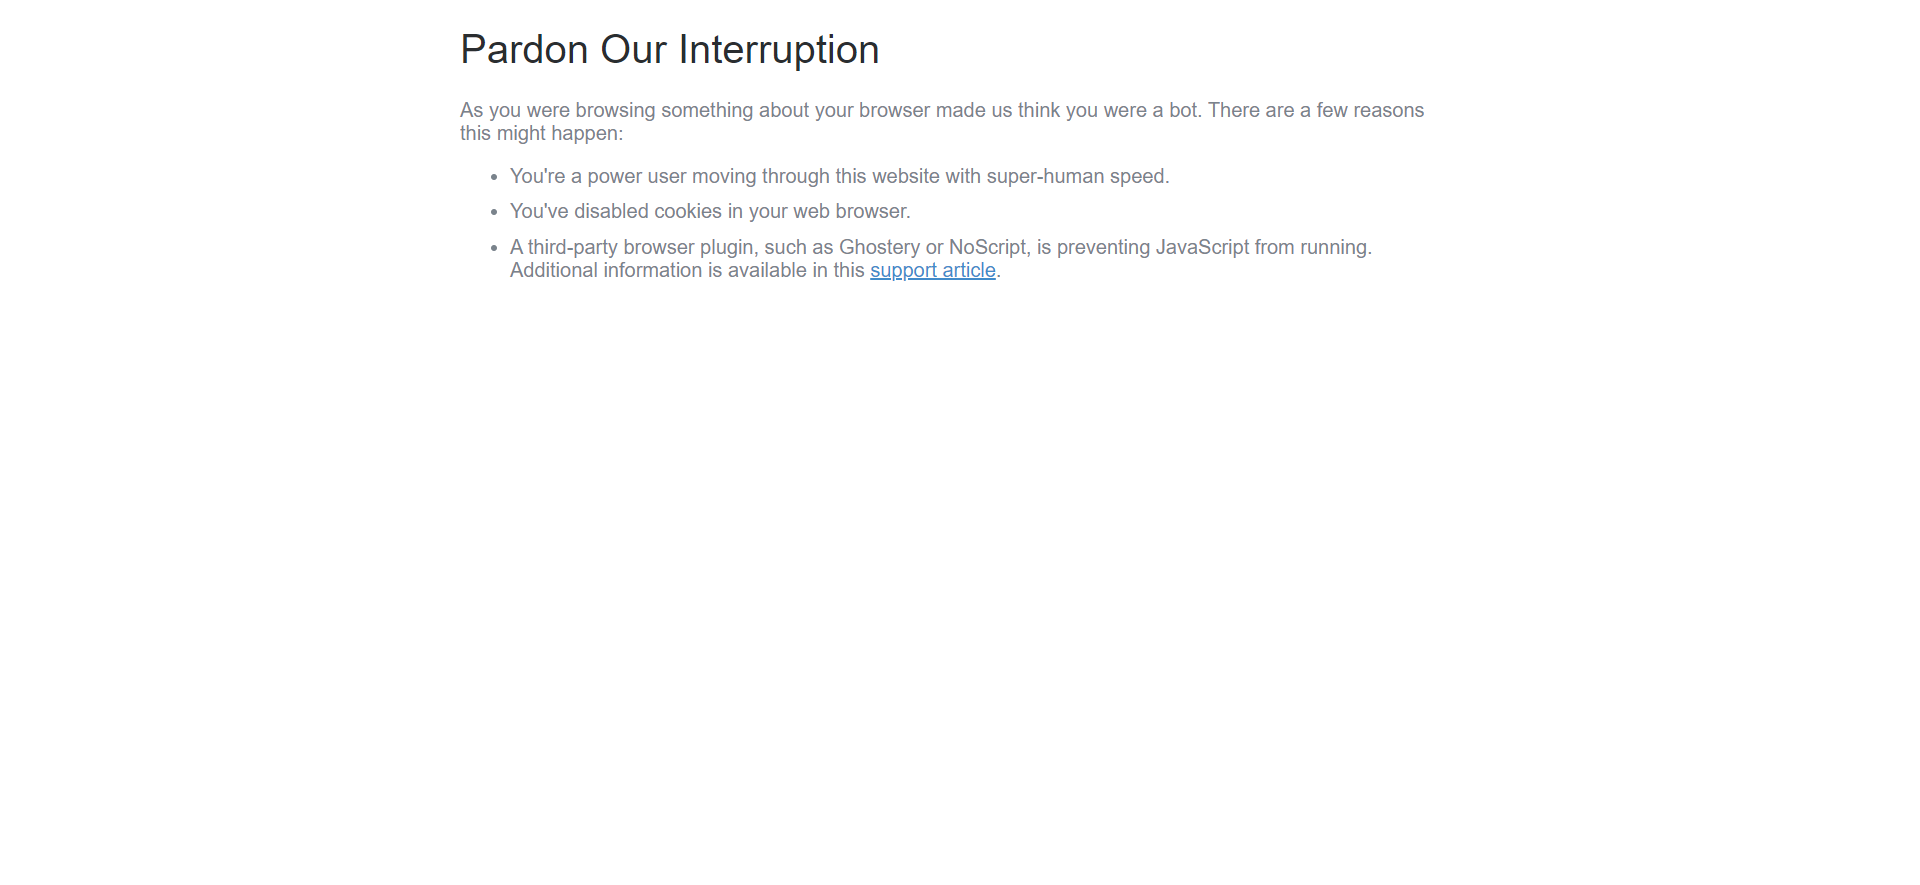 Pardon Our Interruption
As you were browsing something about your browser made us think you were a bot. There are a few reasons
this might happen:
• You're a power user moving through this website with super-human speed.
• You've disabled cookies in your web browser.
• A third-party browser plugin, such as Ghostery or NoScript, is preventing JavaScript from running.
Additional information is available in this support article.